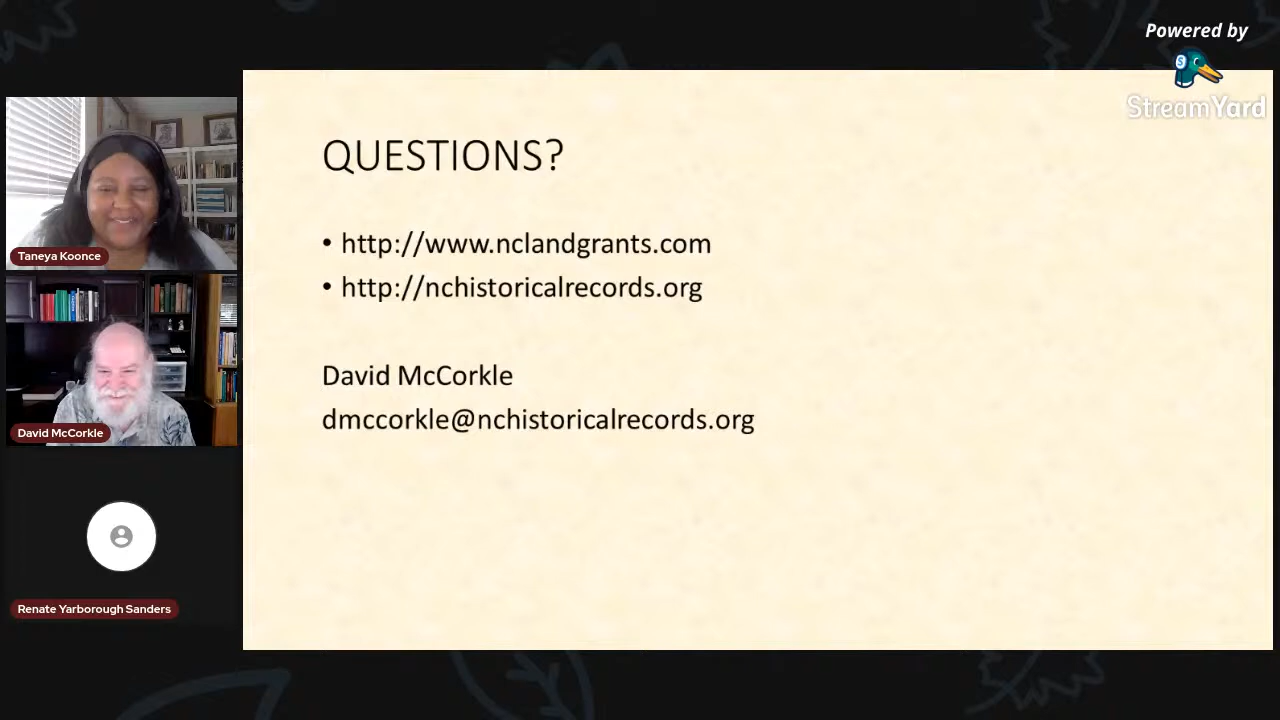 Powered by
StreamYard
QUESTIONS?
• http://www.nclandgrants.com
• http://nchistoricalrecords.org
David McCorkle
dmccorkle@nchistoricalrecords.org
Taneya Koonce
David McCorkle
Renate Yarborough Sanders